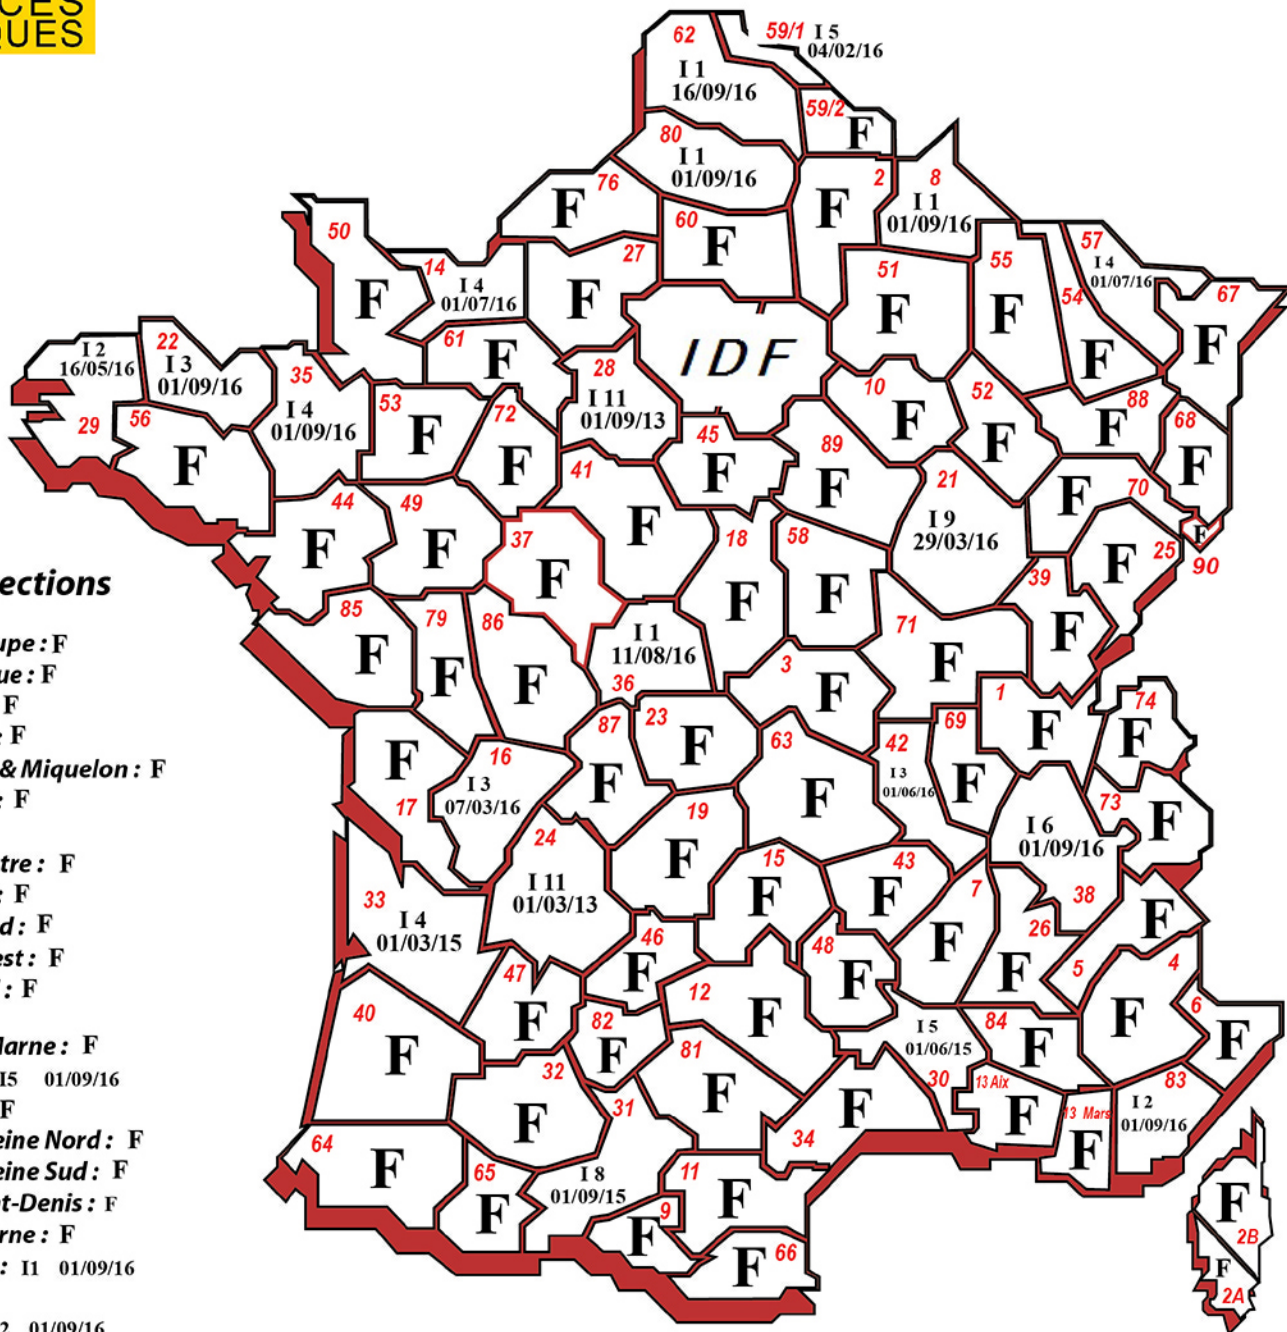 CES
QUES
62
59/1 I 5
04/02/16
I 1
16/09/16
59/2
F
80
I 1
01/09/16
76
F
2
F
8
I 1
01/09/16
60
F
50
F
14
I 4
01/07/16
27
F
51
F
55
F
57
I 4
01/07/16
54
F
67
F
61
F
IDF
I 2
16/05/16
29
22
I 3
01/09/16
35
I 4
01/09/16
28
I 11
01/09/13
10
F
52
F
88
F
68
F
56
F
53
F
72
F
45
F
41
F
89
F
21
I 9
29/03/16
70
F
44
F
49
F
37
F
18
F
58
F
39
F
25
F
F
90
ections
85
F
79
F
86
F
I 1
11/08/16
36
71
F
upe : F
ue : F
F
: F
& Miquelon : F
: F
3
F
1
F
74
F
87
F
23
F
63
F
42
I 3
01/06/16
69
F
F
17
16
I 3
07/03/16
73
F
I 6
01/09/16
38
19
F
24
I 11
01/03/13
15
F
43
F
7
F
tre : F
: F
d : F
est : F
: F
33
I 4
01/03/15
46
F
48
F
26
F
5
F
4
F
47
F
12
F
40
F
82
F
I 5
01/06/15
30
84
F
6
F
Marne : F
I5 01/09/16
F
eine Nord : F
eine Sud : F
t-Denis : F
rne : F
: I1 01/09/16
2 01/09/16
32
F
81
F
31
I 8
01/09/15
34
F
13 Aix
F
13 Mars
F
83
I 2
01/09/16
64
F
65
F
11
F
9
F
66
F
F
2B
F
2A